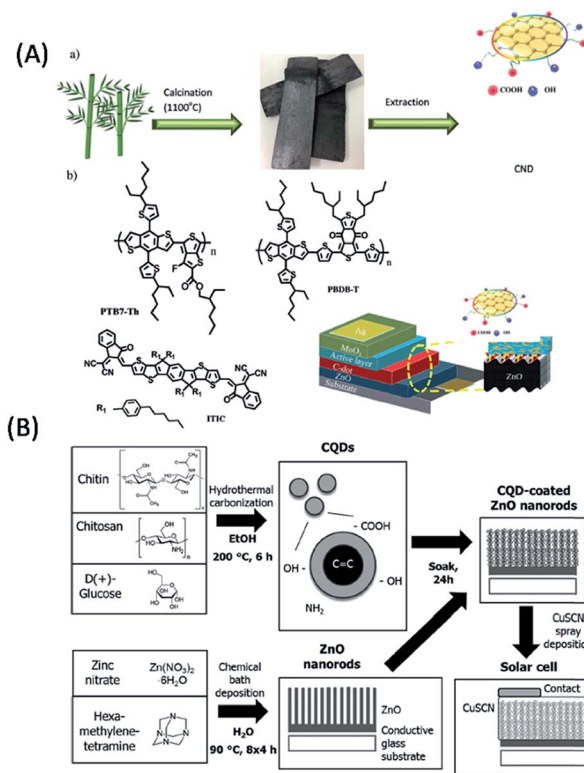 (A)
a)
Calcination
(1100°C)
Extraction
COOH
OH
CND
b)
PTB7-Th
n
F
S
O
PBDB-T
n
NC
CN
R₁
R₁
R₁
R₁
CN
NC
ITIC
R₁
MoO₃
Active layer
C-dot
ZnO
Substrate
COOH
OH
ZnO
(B)
Chitin
Chitosan
D(+)-
Glucose
Hydrothermal
carbonization
EtOH
200 °C, 6 h
CQDs
- COOH
OH -
C=C
- OH
NH₂
Soak,
24h
CQD-coated
ZnO nanorods
CuSCN
spray
deposition
Zinc
nitrate
Zn(NO₃)₂
·6H₂O
Hexa-
methylene-
tetramine
Chemical
bath
deposition
H₂O
90 °C, 8x4 h
ZnO
nanorods
ZnO
Conductive
glass
substrate
Solar cell
Contact
CuSCN